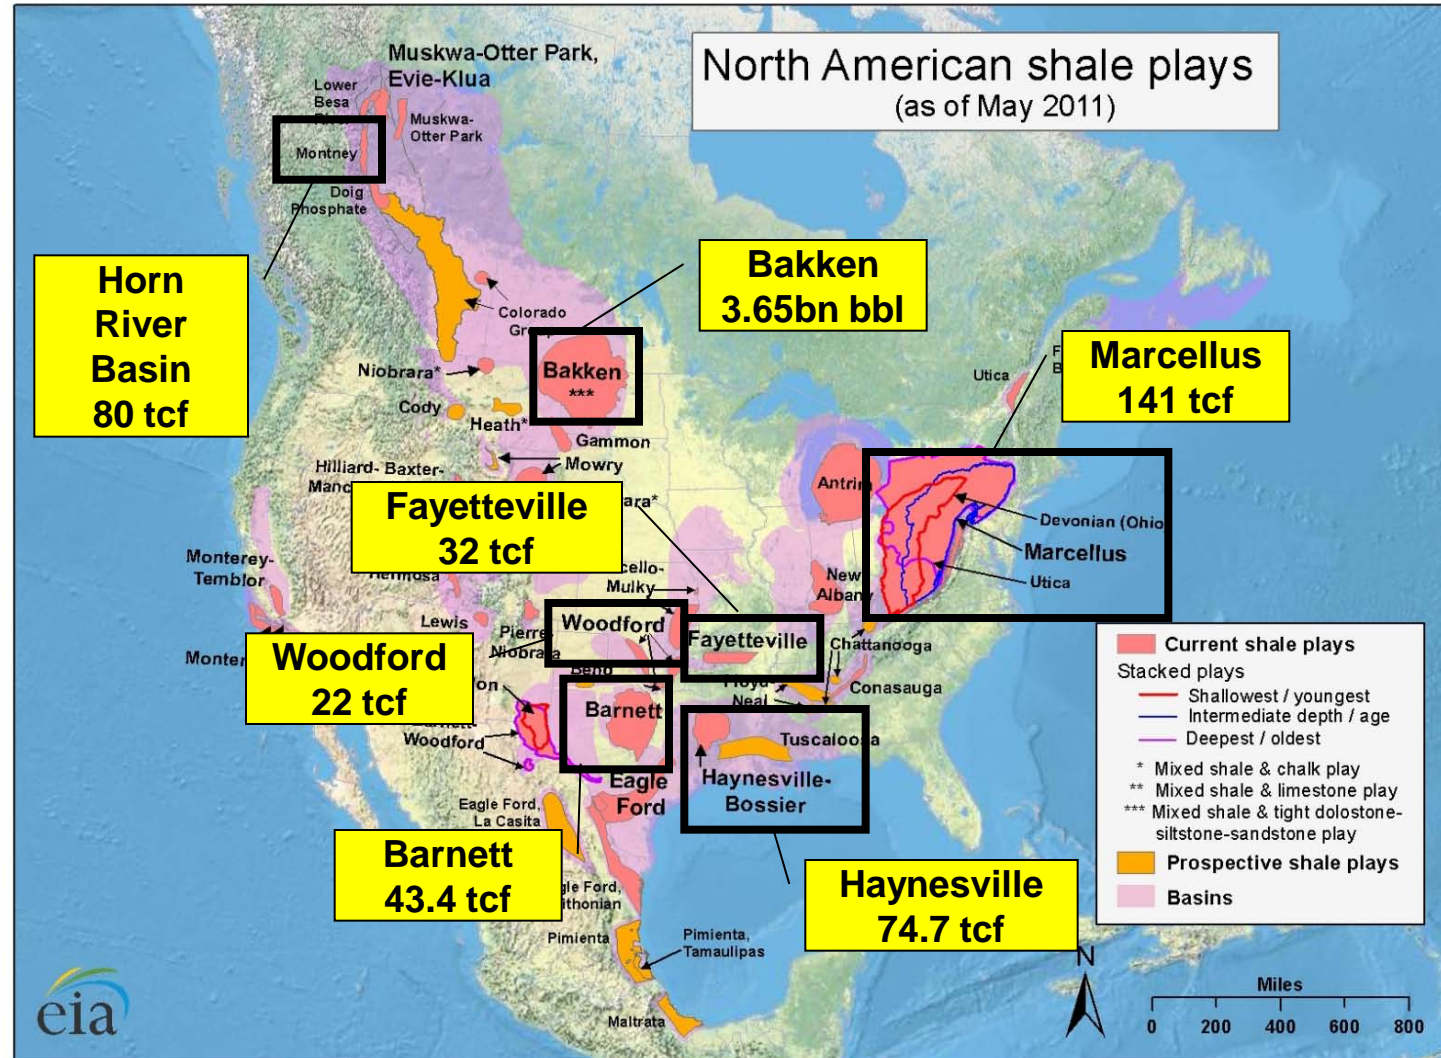 North American shale plays
(as of May 2011)
Muskwa-Otter Park,
Evie-Klua
Lower
Besa
River
Muskwa-
Otter Park
Montney
Doig
Phosphate
Horn
River
Basin
80 tcf
Bakken
3.65bn bbl
Marcellus
141 tcf
Colorado
Group
Utica
Niobrara*
Bakken
***
Cody
Heath*
Gammon
Mowry
Hilliard- Baxter-
Antrim
Fayetteville
32 tcf
Devonian (Ohio)
Marcellus
Utica
Monterey-
Temblor
Hermosa
Mulky
New
Albany
Lewis
Pierre-
Niobrara
Woodford
Fayetteville
Chattanooga
Woodford
22 tcf
Neal
Conasauga
Barnett
Woodford
Tuscaloosa
Haynesville-
Bossier
Eagle
Ford
Eagle Ford,
La Casita
Barnett
43.4 tcf
Haynesville
74.7 tcf
Pimienta
Pimienta,
Tamaulipas
Maltrata
Current shale plays
Stacked plays
Shallowest / youngest
Intermediate depth / age
Deepest / oldest
* Mixed shale & chalk play
** Mixed shale & limestone play
*** Mixed shale & tight dolostone-
siltstone-sandstone play
Prospective shale plays
Basins
eia
N
Miles
0 200 400 600 800